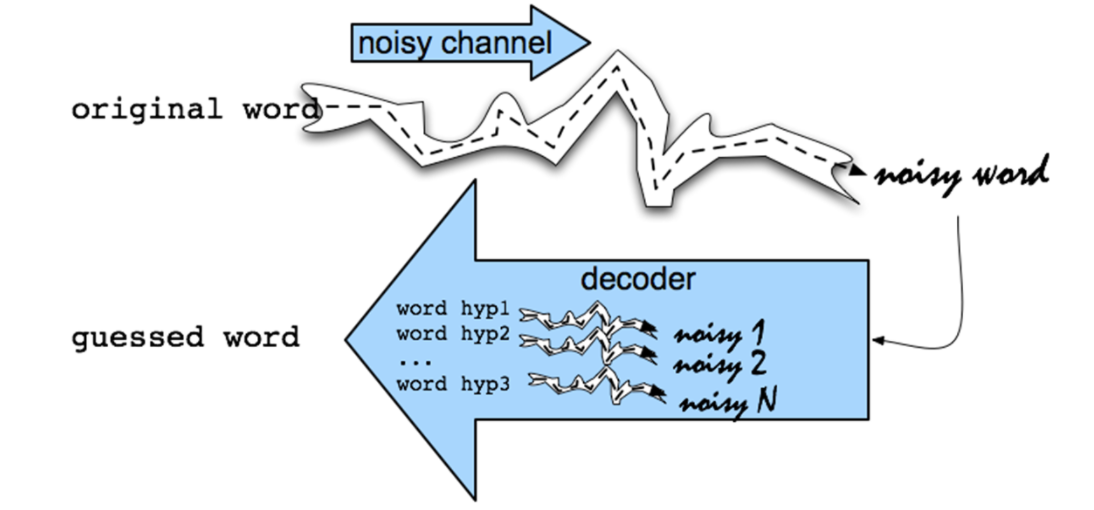 noisy channel
original word
noisy word
decoder
word hyp1
noisy 1
word hyp2
noisy 2
...
word hyp3
noisy N
guessed word